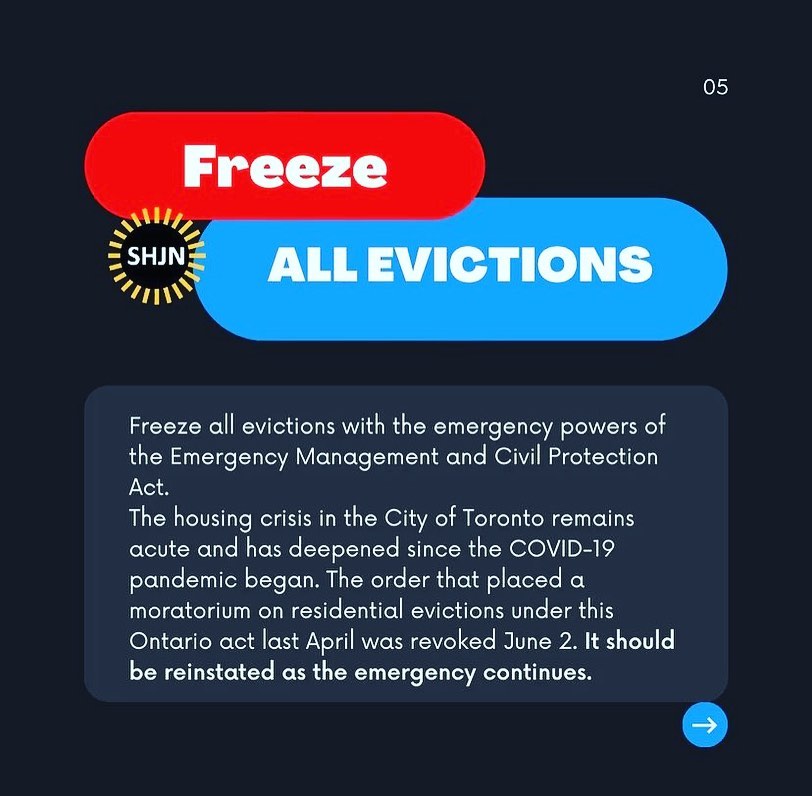 05
Freeze
SHJN
ALL EVICTIONS
Freeze all evictions with the emergency powers of
the Emergency Management and Civil Protection
Act.
The housing crisis in the City of Toronto remains
acute and has deepened since the COVID-19
pandemic began. The order that placed a
moratorium on residential evictions under this
Ontario act last April was revoked June 2. It should
be reinstated as the emergency continues.